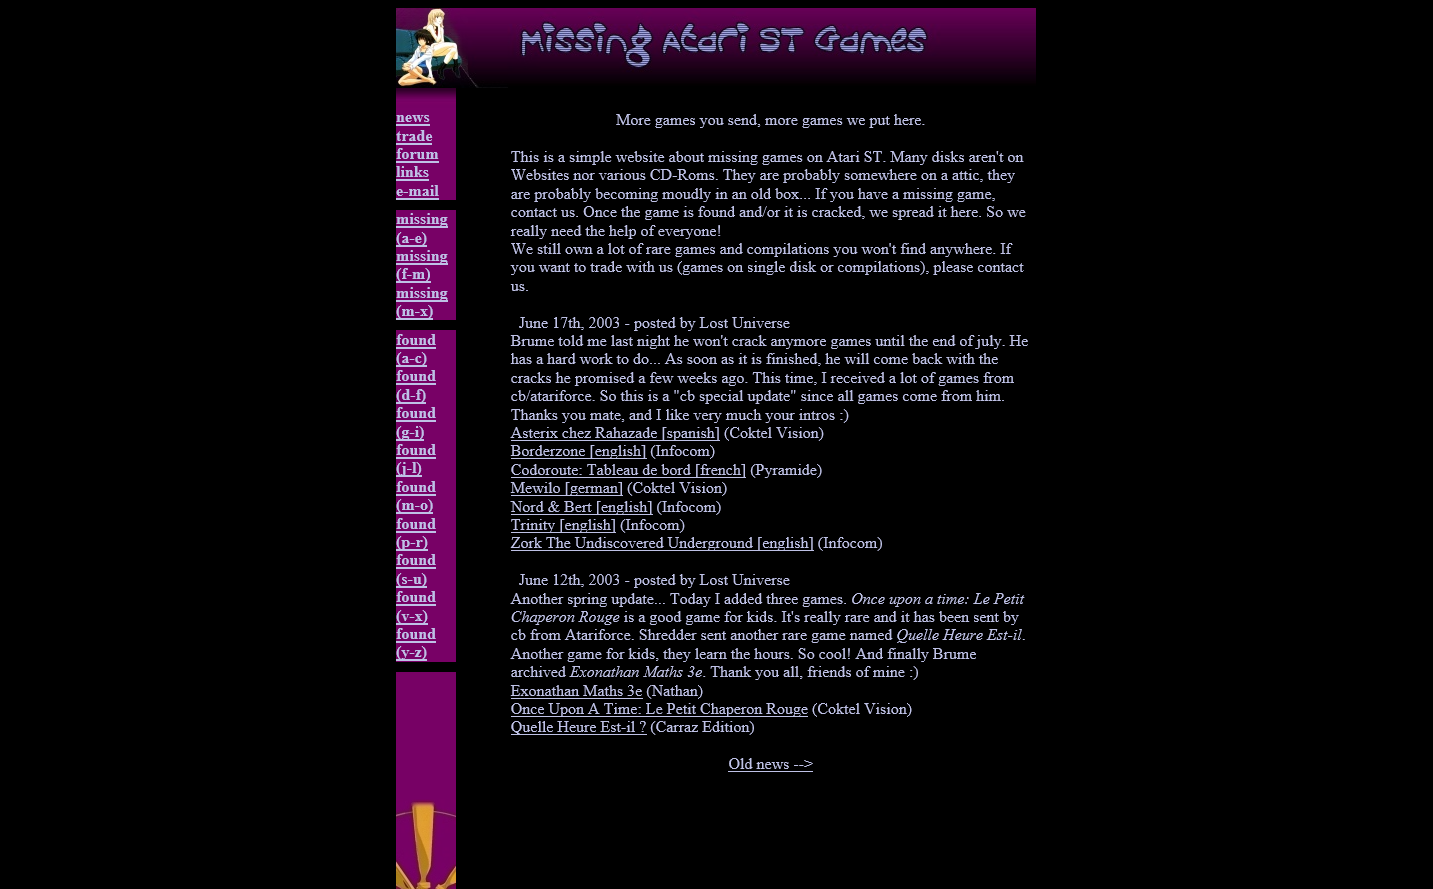 Missing Atari ST Games
news
trade
forum
links
e-mail
missing
(a-e)
missing
(f-m)
missing
(m-x)
found
(a-c)
found
(d-f)
found
(g-i)
found
(j-l)
found
(m-o)
found
(p-r)
found
(s-u)
found
(v-x)
found
(y-z)
More games you send, more games we put here.
This is a simple website about missing games on Atari ST. Many disks aren't on
Websites nor various CD-Roms. They are probably somewhere on a attic, they
are probably becoming moudly in an old box... If you have a missing game,
contact us. Once the game is found and/or it is cracked, we spread it here. So we
really need the help of everyone!
We still own a lot of rare games and compilations you won't find anywhere. If
you want to trade with us (games on single disk or compilations), please contact
us.
June 17th, 2003 - posted by Lost Universe
Brume told me last night he won't crack anymore games until the end of july. He
has a hard work to do... As soon as it is finished, he will come back with the
cracks he promised a few weeks ago. This time, I received a lot of games from
cb/atariforce. So this is a "cb special update" since all games come from him.
Thanks you mate, and I like very much your intros :)
Asterix chez Rahazade [spanish] (Coktel Vision)
Borderzone [english] (Infocom)
Codoroute: Tableau de bord [french] (Pyramide)
Mewilo [german] (Coktel Vision)
Nord & Bert [english] (Infocom)
Trinity [english] (Infocom)
Zork The Undiscovered Underground [english] (Infocom)
June 12th, 2003 - posted by Lost Universe
Another spring update... Today I added three games. Once upon a time: Le Petit
Chaperon Rouge is a good game for kids. It's really rare and it has been sent by
cb from Atariforce. Shredder sent another rare game named Quelle Heure Est-il.
Another game for kids, they learn the hours. So cool! And finally Brume
archived Exonathan Maths 3e. Thank you all, friends of mine :)
Exonathan Maths 3e (Nathan)
Once Upon A Time: Le Petit Chaperon Rouge (Coktel Vision)
Quelle Heure Est-il ? (Carraz Edition)
Old news -->